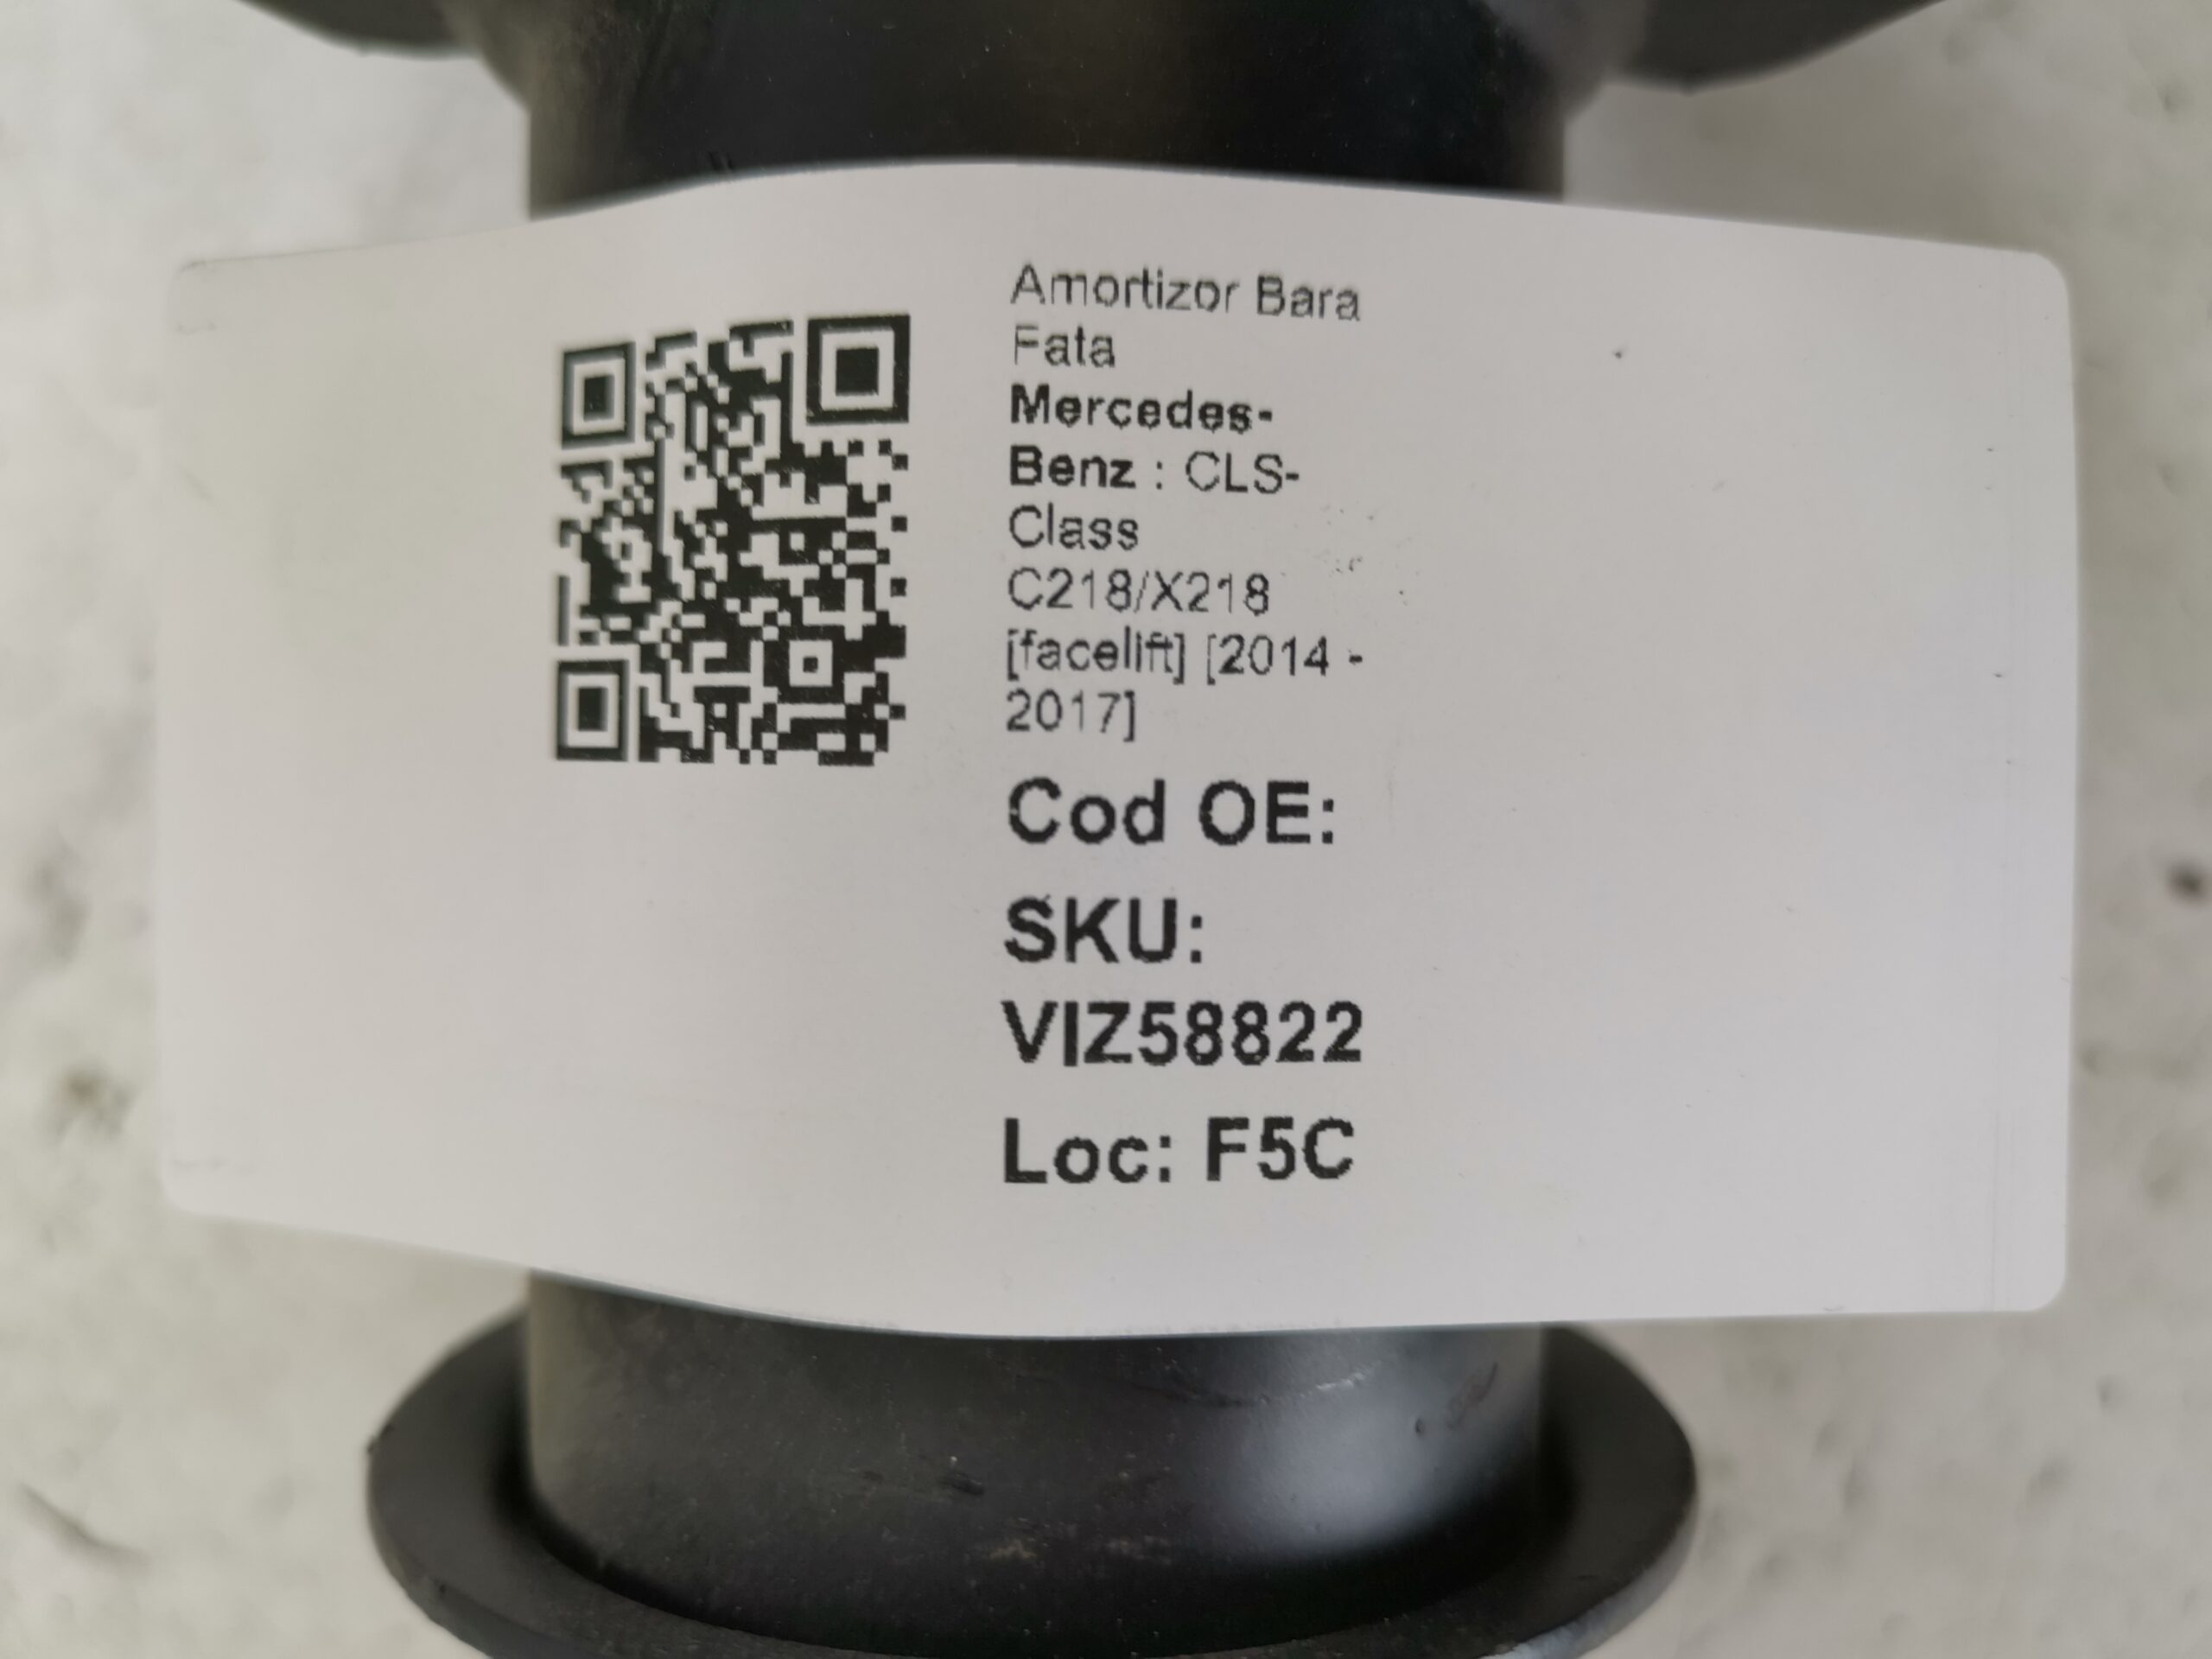 Amortizor Bara
Fata
Mercedes-
Benz : CLS-
Class
C218/X218
[facelift] [2014 -
2017]
Cod OE:
SKU:
VIZ58822
Loc: F5C